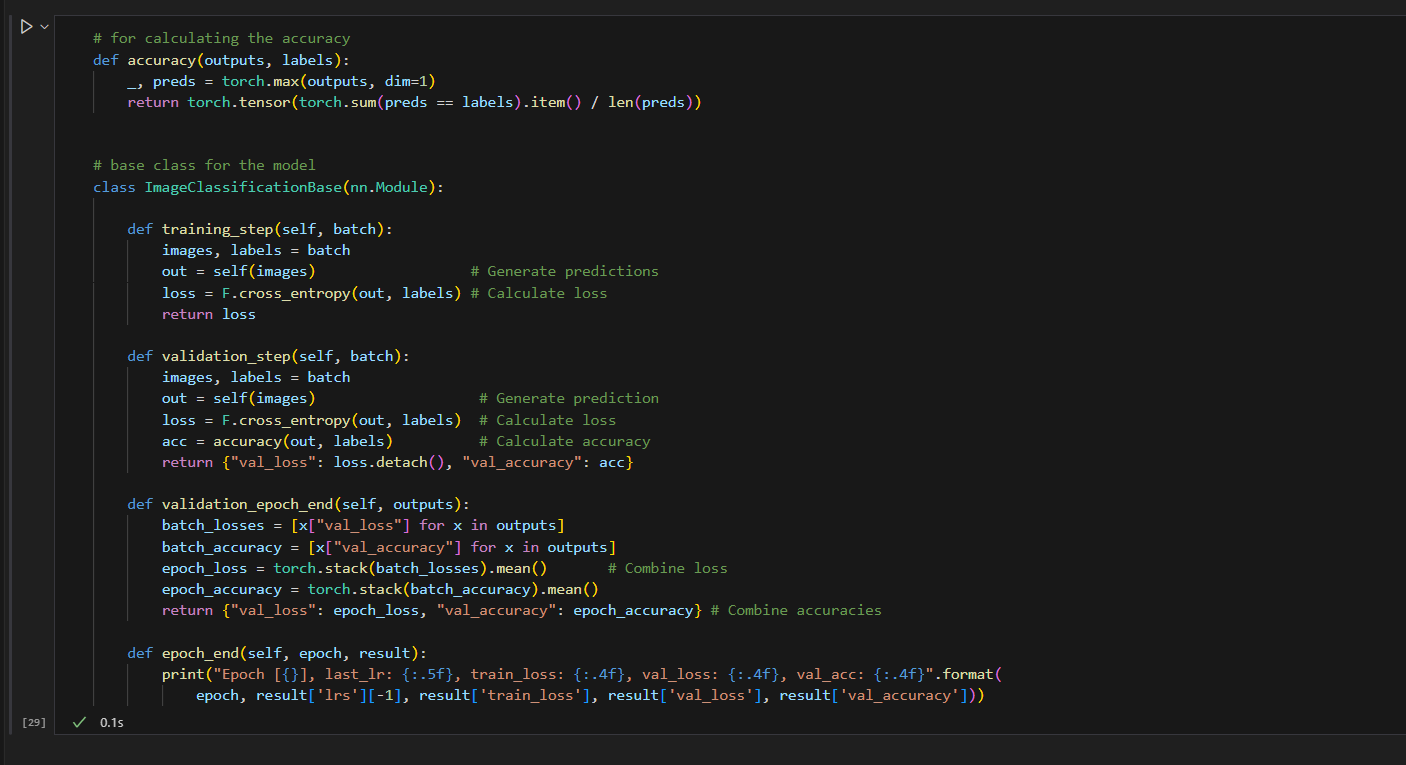 # for calculating the accuracy
def accuracy(outputs, labels):
    _, preds = torch.max(outputs, dim=1)
    return torch.tensor(torch.sum(preds == labels).item() / len(preds))
# base class for the model
class ImageClassificationBase(nn.Module):
    def training_step(self, batch):
        images, labels = batch
        out = self(images)                  # Generate predictions
        loss = F.cross_entropy(out, labels) # Calculate loss
        return loss
    def validation_step(self, batch):
        images, labels = batch
        out = self(images)                   # Generate prediction
        loss = F.cross_entropy(out, labels)  # Calculate loss
        acc = accuracy(out, labels)          # Calculate accuracy
        return {"val_loss": loss.detach(), "val_accuracy": acc}
    def validation_epoch_end(self, outputs):
        batch_losses = [x["val_loss"] for x in outputs]
        batch_accuracy = [x["val_accuracy"] for x in outputs]
        epoch_loss = torch.stack(batch_losses).mean()       # Combine loss
        epoch_accuracy = torch.stack(batch_accuracy).mean()
        return {"val_loss": epoch_loss, "val_accuracy": epoch_accuracy} # Combine accuracies
    def epoch_end(self, epoch, result):
        print("Epoch [{}], last_lr: {:.5f}, train_loss: {:.4f}, val_loss: {:.4f}, val_acc: {:.4f}".format(
            epoch, result['lrs'][-1], result['train_loss'], result['val_loss'], result['val_accuracy']))
[29] ✓ 0.1s